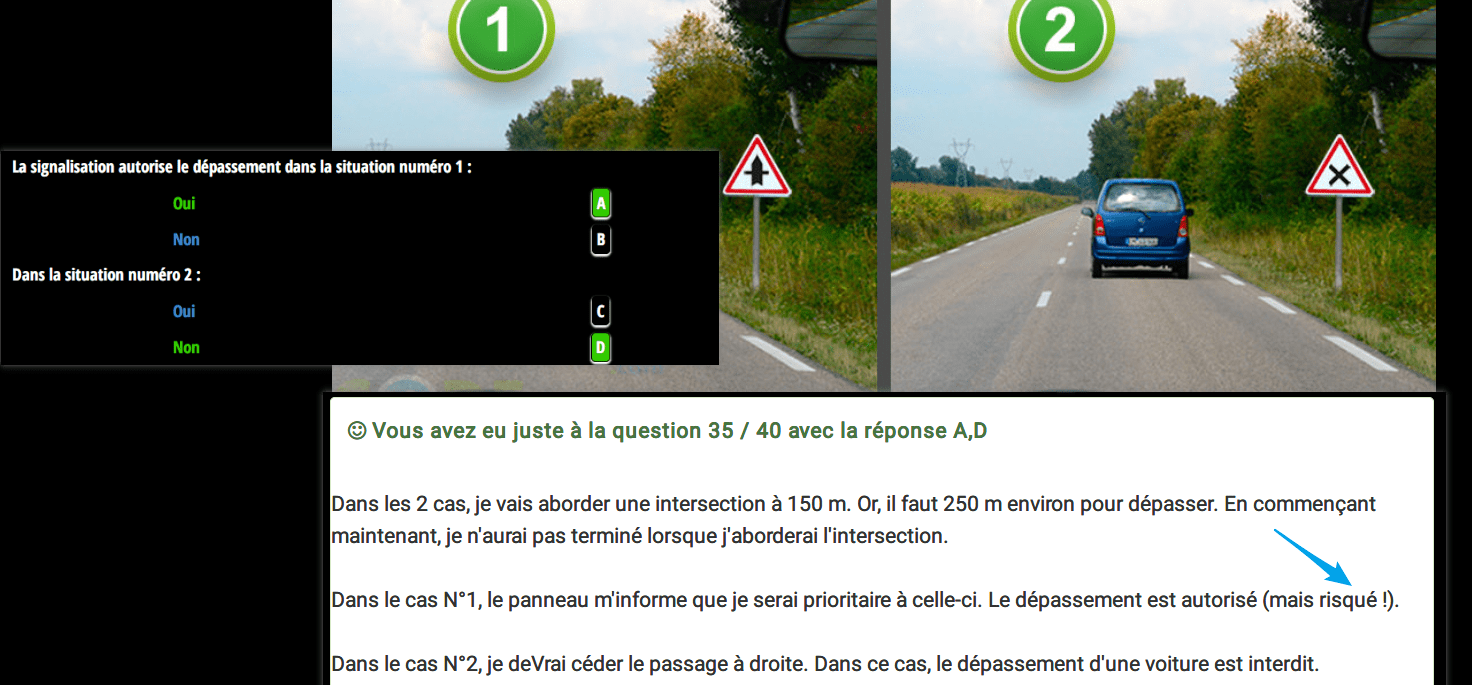 1
2
La signalisation autorise le dépassement dans la situation numéro 1 :
Oui A
Non B
Dans la situation numéro 2 :
Oui C
Non D
Vous avez eu juste à la question 35 / 40 avec la réponse A,D
Dans les 2 cas, je vais aborder une intersection à 150 m. Or, il faut 250 m environ pour dépasser. En commençant
maintenant, je n'aurai pas terminé lorsque j'aborderai l'intersection.
Dans le cas N°1, le panneau m'informe que je serai prioritaire à celle-ci. Le dépassement est autorisé (mais risqué !).
Dans le cas N°2, je deVrai céder le passage à droite. Dans ce cas, le dépassement d'une voiture est interdit.